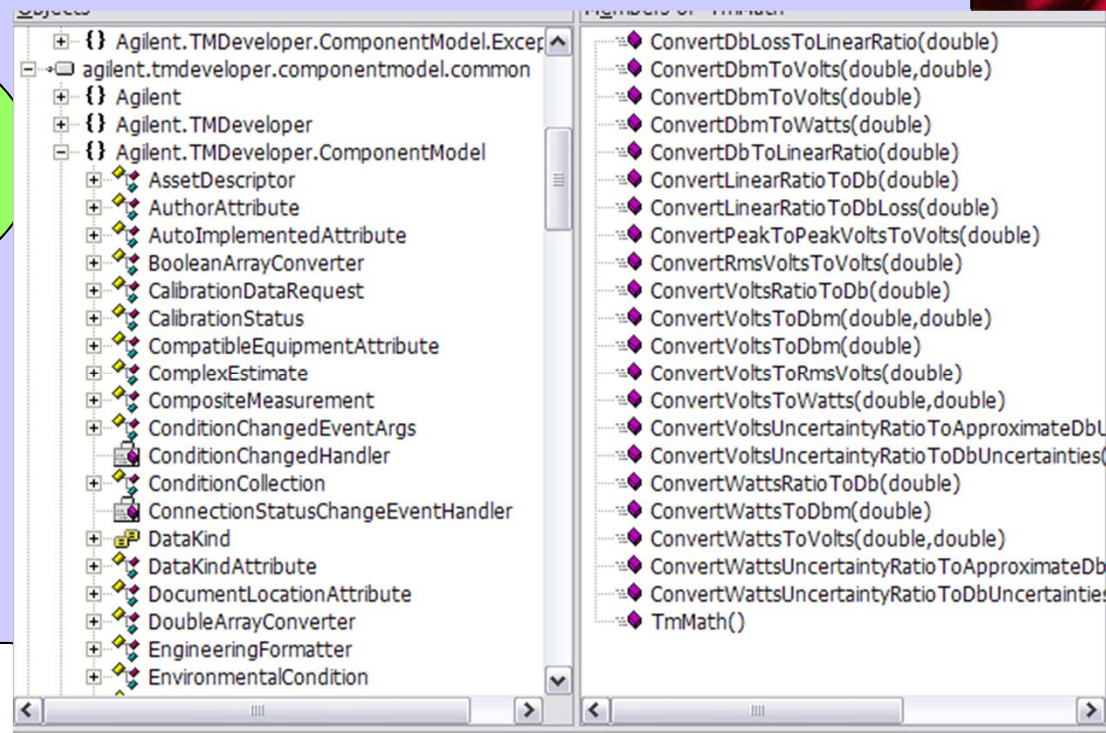 Objects
Agilent.TMDeveloper.ComponentModel.Excep
agilent.tmdeveloper.componentmodel.common
Agilent
Agilent.TMDeveloper
Agilent.TMDeveloper.ComponentModel
AssetDescriptor
AuthorAttribute
AutoImplementedAttribute
BooleanArrayConverter
CalibrationDataRequest
CalibrationStatus
CompatibleEquipmentAttribute
ComplexEstimate
CompositeMeasurement
ConditionChangedEventArgs
ConditionChangedHandler
ConditionCollection
ConnectionStatusChangeEventHandler
DataKind
DataKindAttribute
DocumentLocationAttribute
DoubleArrayConverter
EngineeringFormatter
EnvironmentalCondition
Members of 'TmMath'
ConvertDbLossToLinearRatio(double)
ConvertDbmToVolts(double,double)
ConvertDbmToVolts(double)
ConvertDbmToWatts(double)
ConvertDbToLinearRatio(double)
ConvertLinearRatioToDb(double)
ConvertLinearRatioToDbLoss(double)
ConvertPeakToPeakVoltsToVolts(double)
ConvertRmsVoltsToVolts(double)
ConvertVoltsRatioToDb(double)
ConvertVoltsToDbm(double,double)
ConvertVoltsToDbm(double)
ConvertVoltsToRmsVolts(double)
ConvertVoltsToWatts(double,double)
ConvertVoltsUncertaintyRatioToApproximateDbU
ConvertVoltsUncertaintyRatioToDbUncertainties(
ConvertWattsRatioToDb(double)
ConvertWattsToDbm(double)
ConvertWattsToVolts(double,double)
ConvertWattsUncertaintyRatioToApproximateDb
ConvertWattsUncertaintyRatioToDbUncertainties
TmMath()